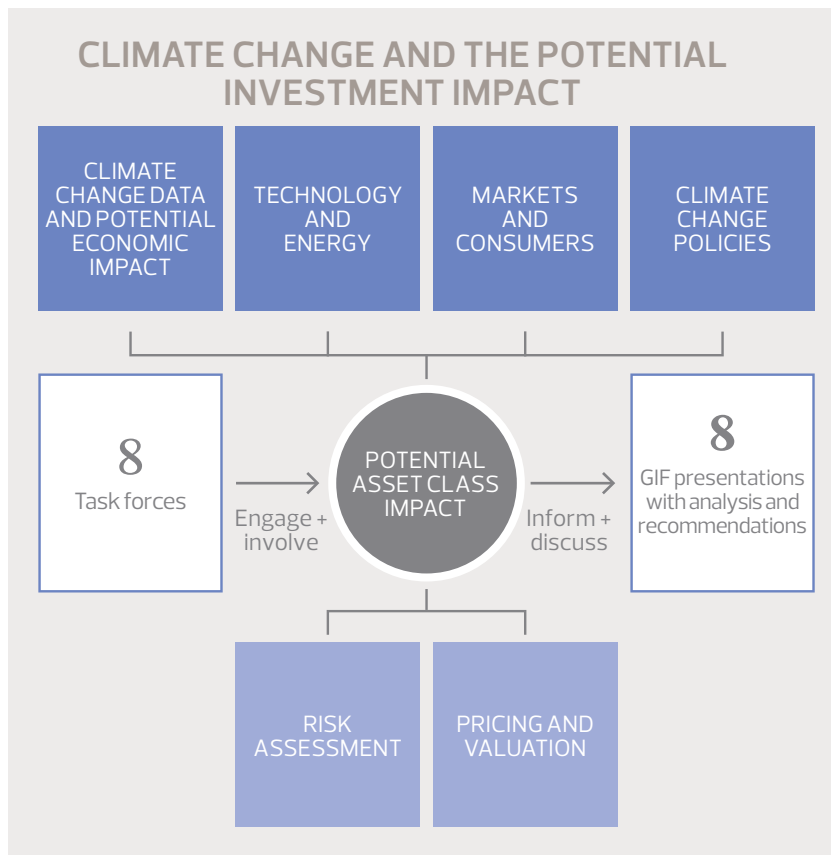 CLIMATE CHANGE AND THE POTENTIAL
INVESTMENT IMPACT
CLIMATE
CHANGE DATA
AND POTENTIAL
ECONOMIC
IMPACT
TECHNOLOGY
AND
ENERGY
MARKETS
AND
CONSUMERS
CLIMATE
CHANGE
POLICIES
8
Task forces
Engage +
involve
POTENTIAL
ASSET CLASS
IMPACT
Inform +
discuss
8
GIF presentations
with analysis and
recommendations
RISK
ASSESSMENT
PRICING AND
VALUATION